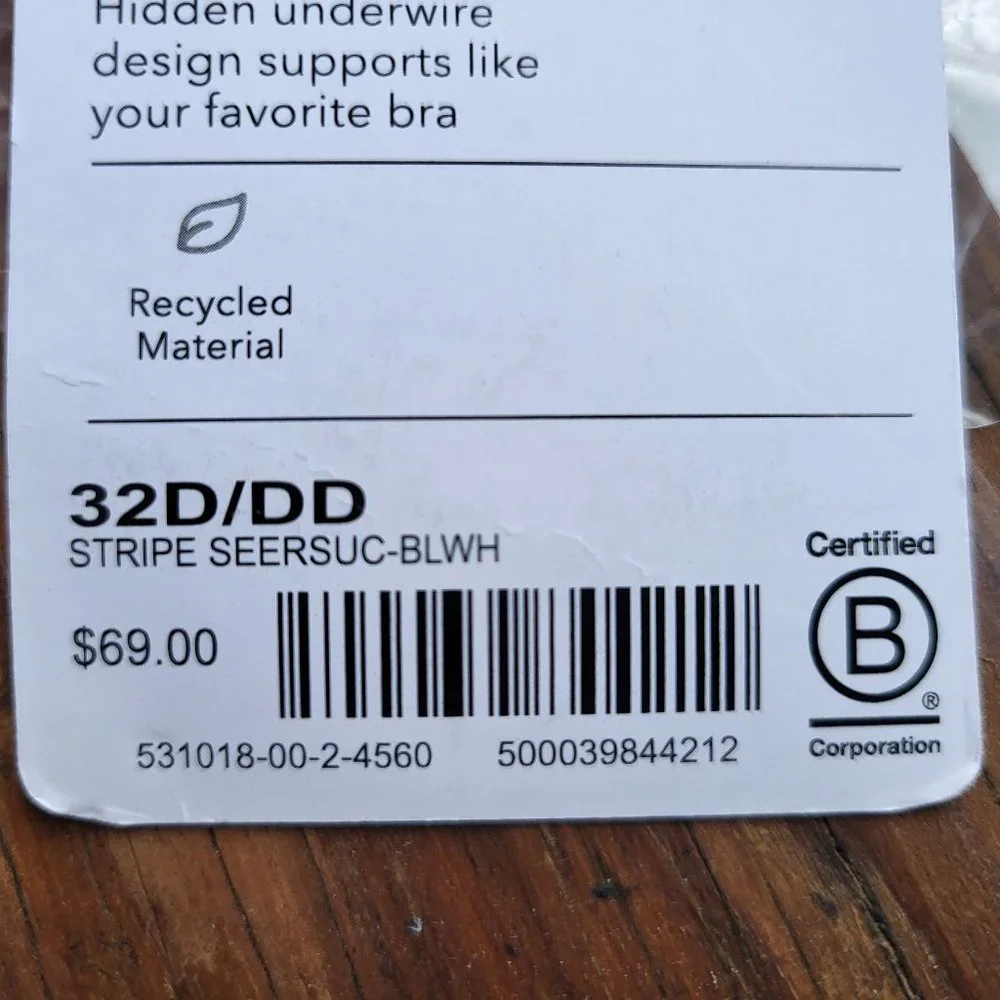 Hidden underwire
design supports like
your favorite bra
Recycled
Material
32D/DD
STRIPE SEERSUC-BLWH
$69.00
531018-00-2-4560 500039844212
Certified
B
®
Corporation